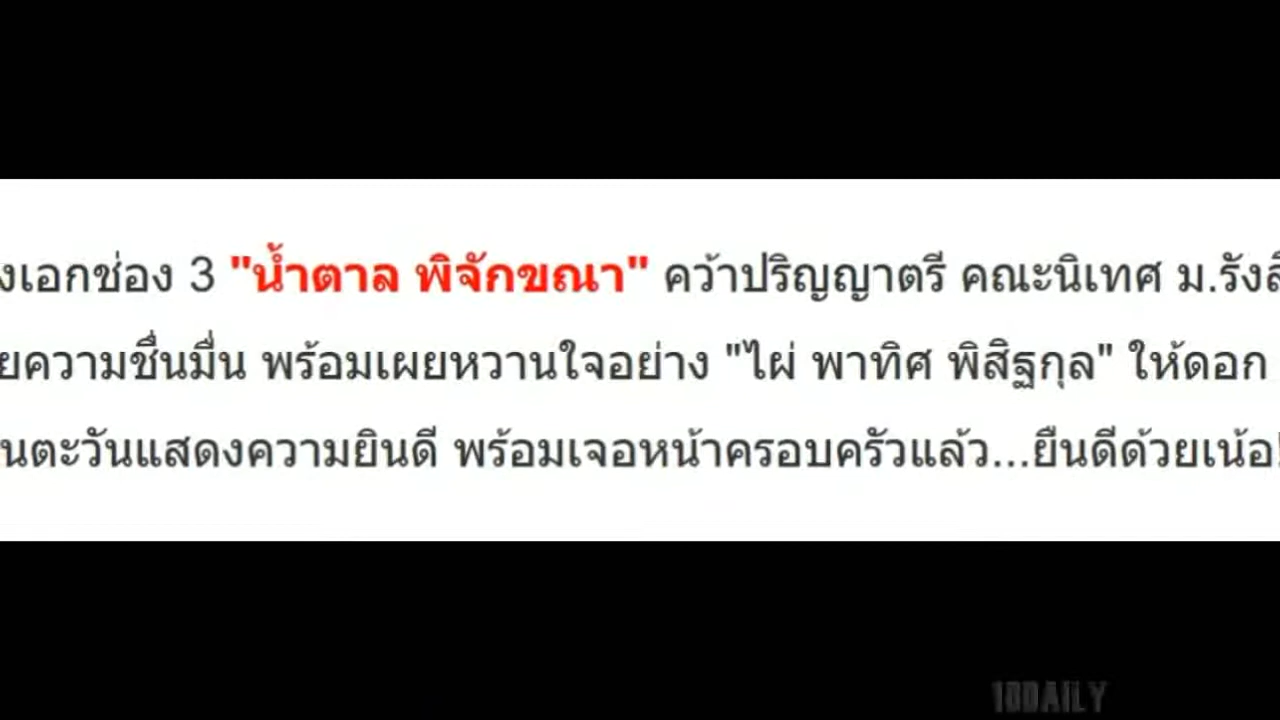 งเอกช่อง 3 "น้ำตาล พิจักขณา" คว้าปริญญาตรี คณะนิเทศ ม.รังสิ
ยความชื่นมื่น พร้อมเผยหวานใจอย่าง "ไผ่ พาทิศ พิสิฐกุล" ให้ดอก
นตะวันแสดงความยินดี พร้อมเจอหน้าครอบครัวแล้ว...ยืนดีด้วยเน้อ!
10DAILY